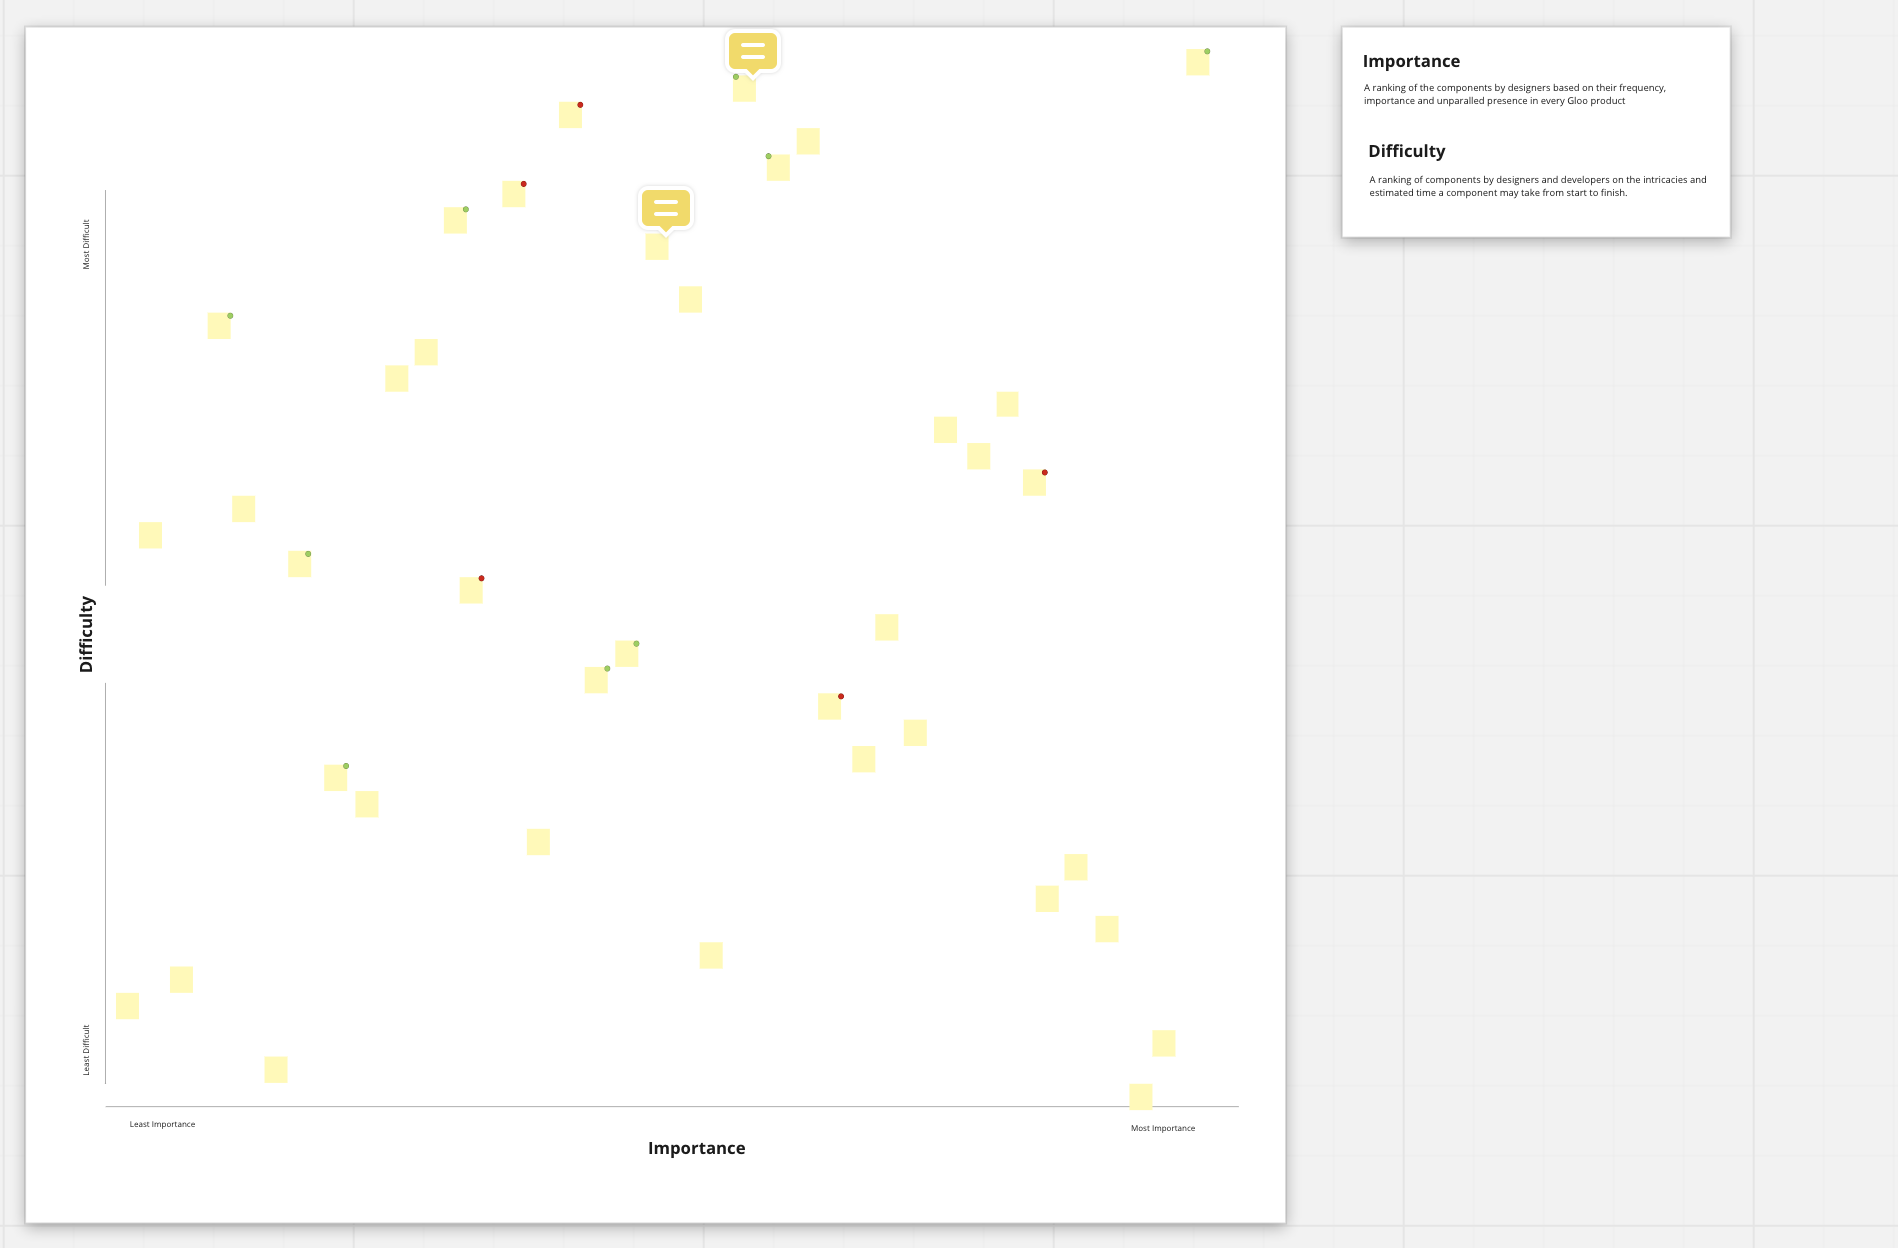 Importance
A ranking of the components by designers based on their frequency,
importance and unparalled presence in every Gloo product
Difficulty
A ranking of components by designers and developers on the intricacies and
estimated time a component may take from start to finish.
Most Difficult
Difficulty
Least Difficult
Least Importance
Most Importance
Importance